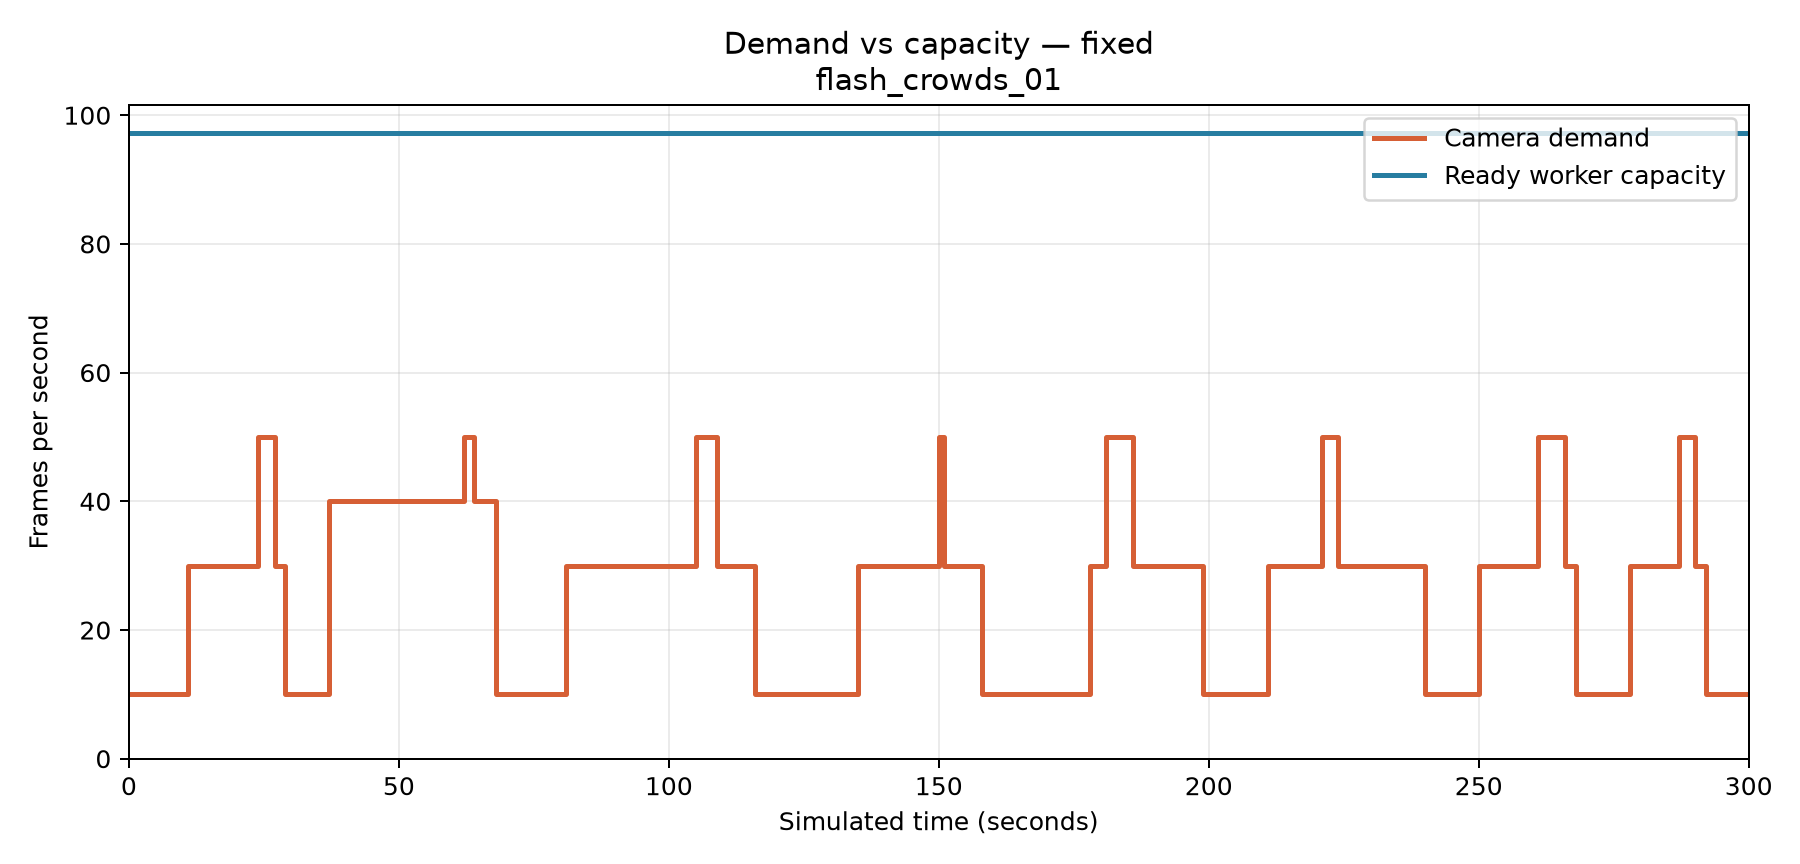 Demand vs capacity — fixed
flash_crowds_01
Camera demand
Ready worker capacity
Frames per second
100
80
60
40
20
0
0 50 100 150 200 250 300
Simulated time (seconds)